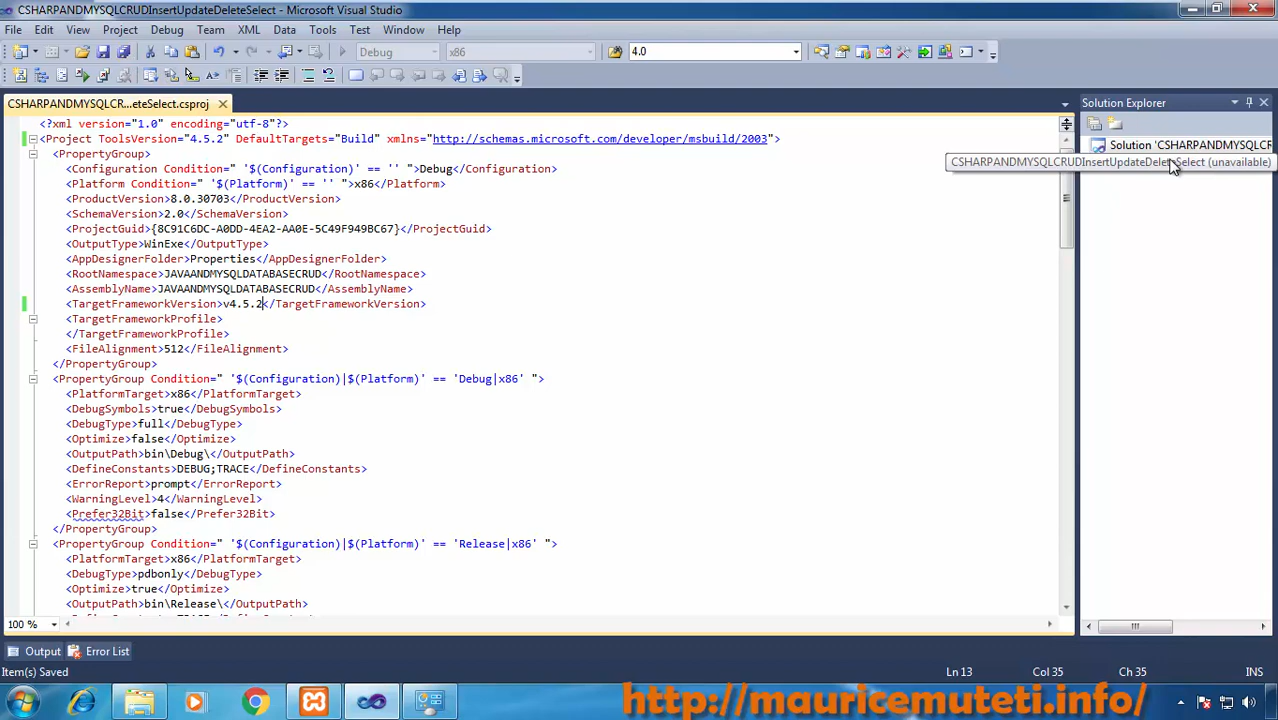 CSHARPANDMYSQLCRUDInsertUpdateDeleteSelect - Microsoft Visual Studio
File Edit View Project Debug Team XML Data Tools Test Window Help
Debug x86 4.0
CSHARPANDMYSQLCR...eteSelect.csproj
Solution Explorer
<?xml version="1.0" encoding="utf-8"?>
<Project ToolsVersion="4.5.2" DefaultTargets="Build" xmlns="http://schemas.microsoft.com/developer/msbuild/2003">
Solution 'CSHARPANDMYSQLCR
<PropertyGroup>
CSHARPANDMYSQLCRUDInsertUpdateDeleteSelect (unavailable)
<Configuration Condition=" '$(Configuration)' == '' ">Debug</Configuration>
<Platform Condition=" '$(Platform)' == '' ">x86</Platform>
<ProductVersion>8.0.30703</ProductVersion>
<SchemaVersion>2.0</SchemaVersion>
<ProjectGuid>{8C91C6DC-A0DD-4EA2-AA0E-5C49F949BC67}</ProjectGuid>
<OutputType>WinExe</OutputType>
<AppDesignerFolder>Properties</AppDesignerFolder>
<RootNamespace>JAVAANDMYSQLDATABASECRUD</RootNamespace>
<AssemblyName>JAVAANDMYSQLDATABASECRUD</AssemblyName>
<TargetFrameworkVersion>v4.5.2</TargetFrameworkVersion>
<TargetFrameworkProfile>
</TargetFrameworkProfile>
<FileAlignment>512</FileAlignment>
</PropertyGroup>
<PropertyGroup Condition=" '$(Configuration)|$(Platform)' == 'Debug|x86' ">
<PlatformTarget>x86</PlatformTarget>
<DebugSymbols>true</DebugSymbols>
<DebugType>full</DebugType>
<Optimize>false</Optimize>
<OutputPath>bin\Debug\</OutputPath>
<DefineConstants>DEBUG;TRACE</DefineConstants>
<ErrorReport>prompt</ErrorReport>
<WarningLevel>4</WarningLevel>
<Prefer32Bit>false</Prefer32Bit>
</PropertyGroup>
<PropertyGroup Condition=" '$(Configuration)|$(Platform)' == 'Release|x86' ">
<PlatformTarget>x86</PlatformTarget>
<DebugType>pdbonly</DebugType>
<Optimize>true</Optimize>
<OutputPath>bin\Release\</OutputPath>
100 %
Output Error List
Item(s) Saved Ln 13 Col 35 Ch 35 INS
http://mauricemuteti.info/